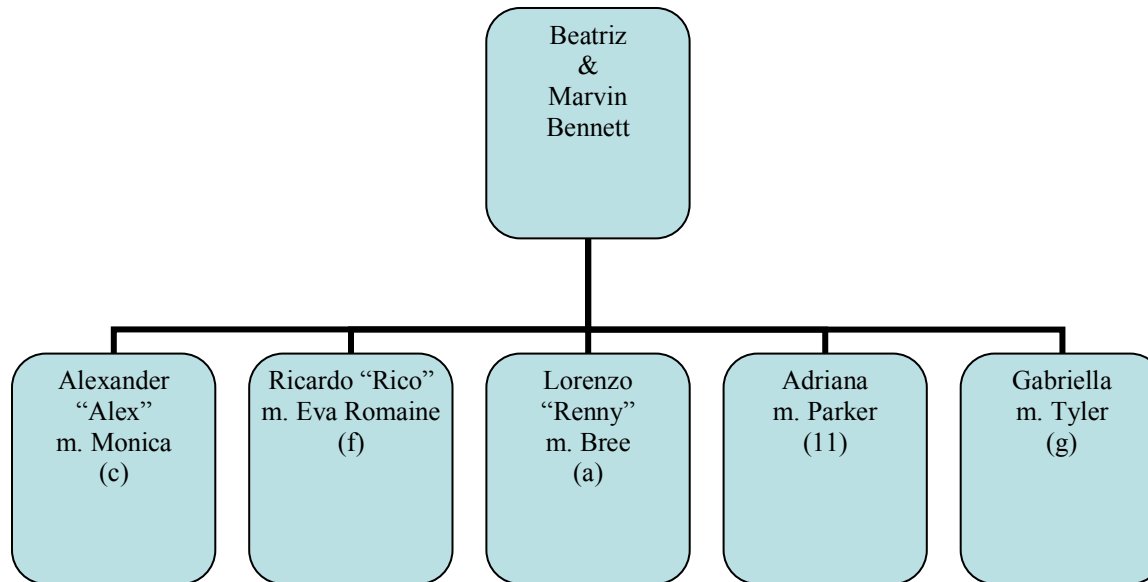 Beatriz
&
Marvin
Bennett
Alexander
“Alex”
m. Monica
(c)
Ricardo “Rico”
m. Eva Romaine
(f)
Lorenzo
“Renny”
m. Bree
(a)
Adriana
m. Parker
(11)
Gabriella
m. Tyler
(g)